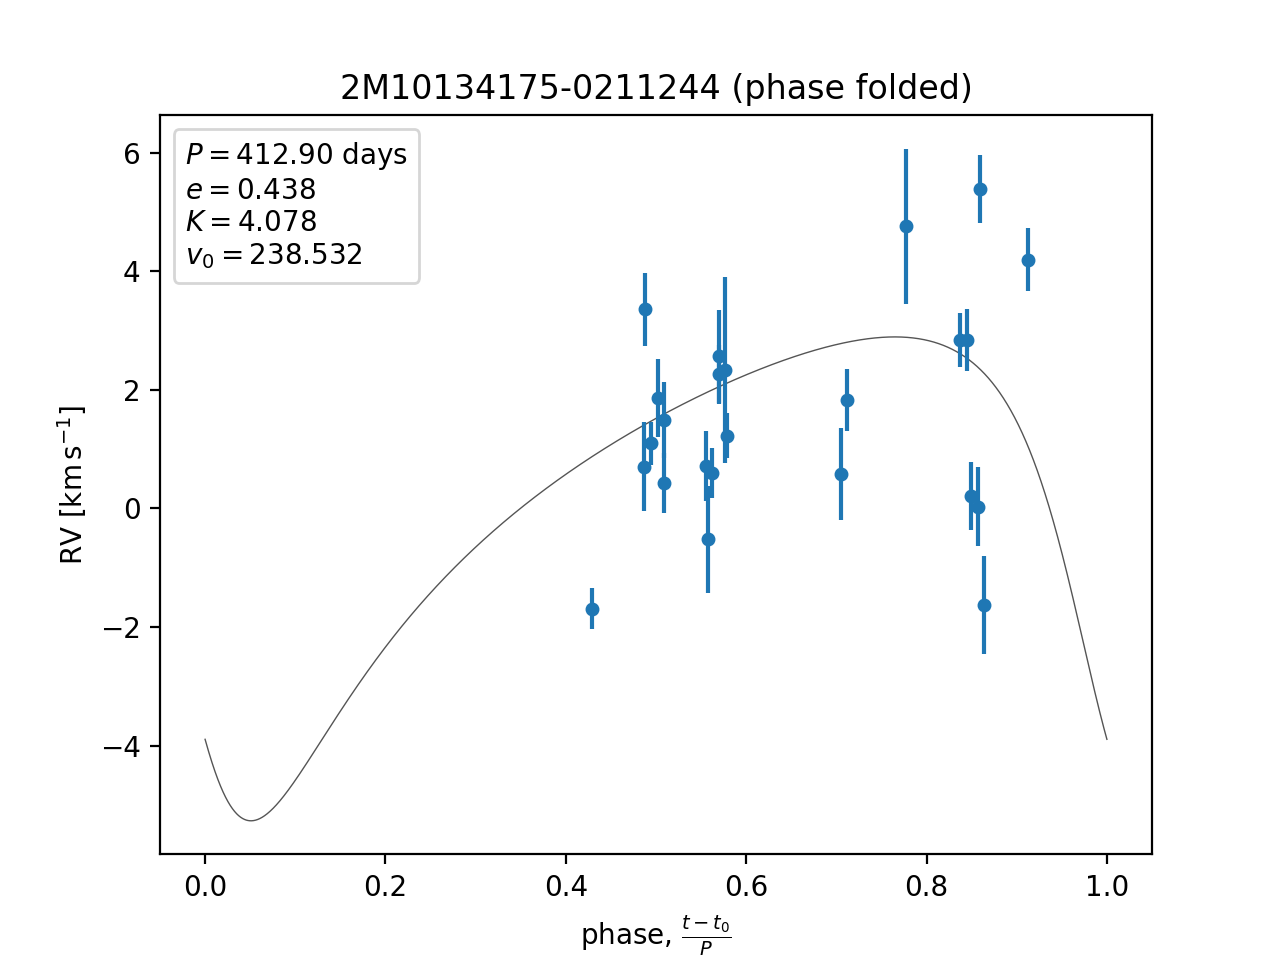 2M10134175-0211244 (phase folded)
P = 412.90 days
e = 0.438
K = 4.078
v₀ = 238.532
6
4
2
0
−2
−4
RV [km s⁻¹]
0.0 0.2 0.4 0.6 0.8 1.0
phase, (t − t₀)/P